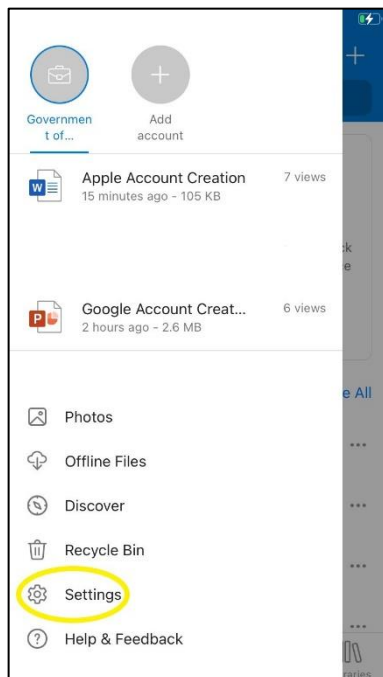 Governmen
t of...
Add
account
Apple Account Creation
7 views
15 minutes ago - 105 KB
Google Account Creat...
6 views
2 hours ago - 2.6 MB
e All
Photos
Offline Files
Discover
Recycle Bin
Settings
Help & Feedback